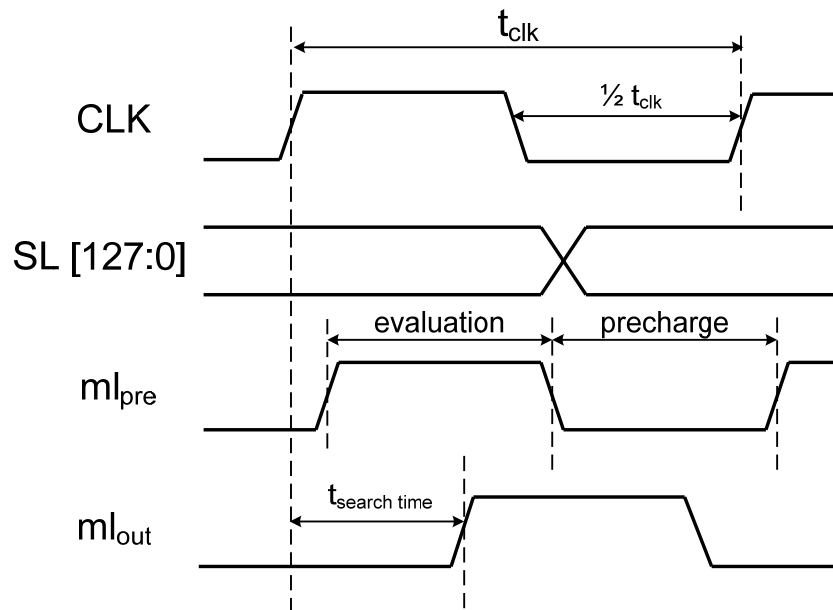 t_clk
CLK
½ t_clk
SL [127:0]
evaluation
precharge
ml_pre
t_search time
ml_out